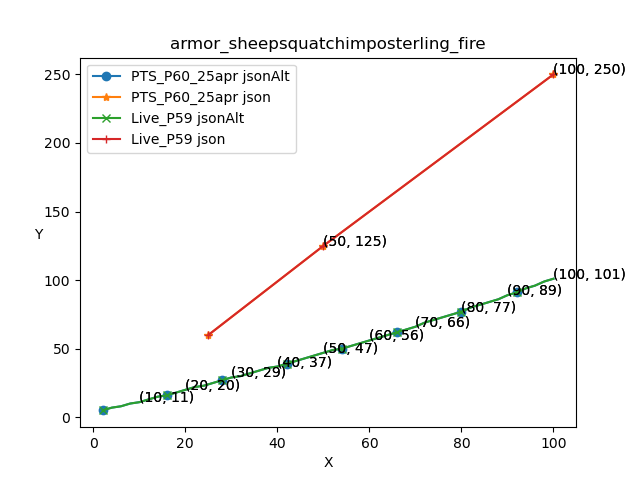 armor_sheepsquatchimposterling_fire
PTS_P60_25apr jsonAlt
PTS_P60_25apr json
Live_P59 jsonAlt
Live_P59 json
(100, 250)
(50, 125)
(100, 101)
(90, 89)
(80, 77)
(70, 66)
(60, 56)
(50, 47)
(40, 37)
(30, 29)
(20, 20)
(10, 11)
Y
250
200
150
100
50
0
0 20 40 60 80 100
X